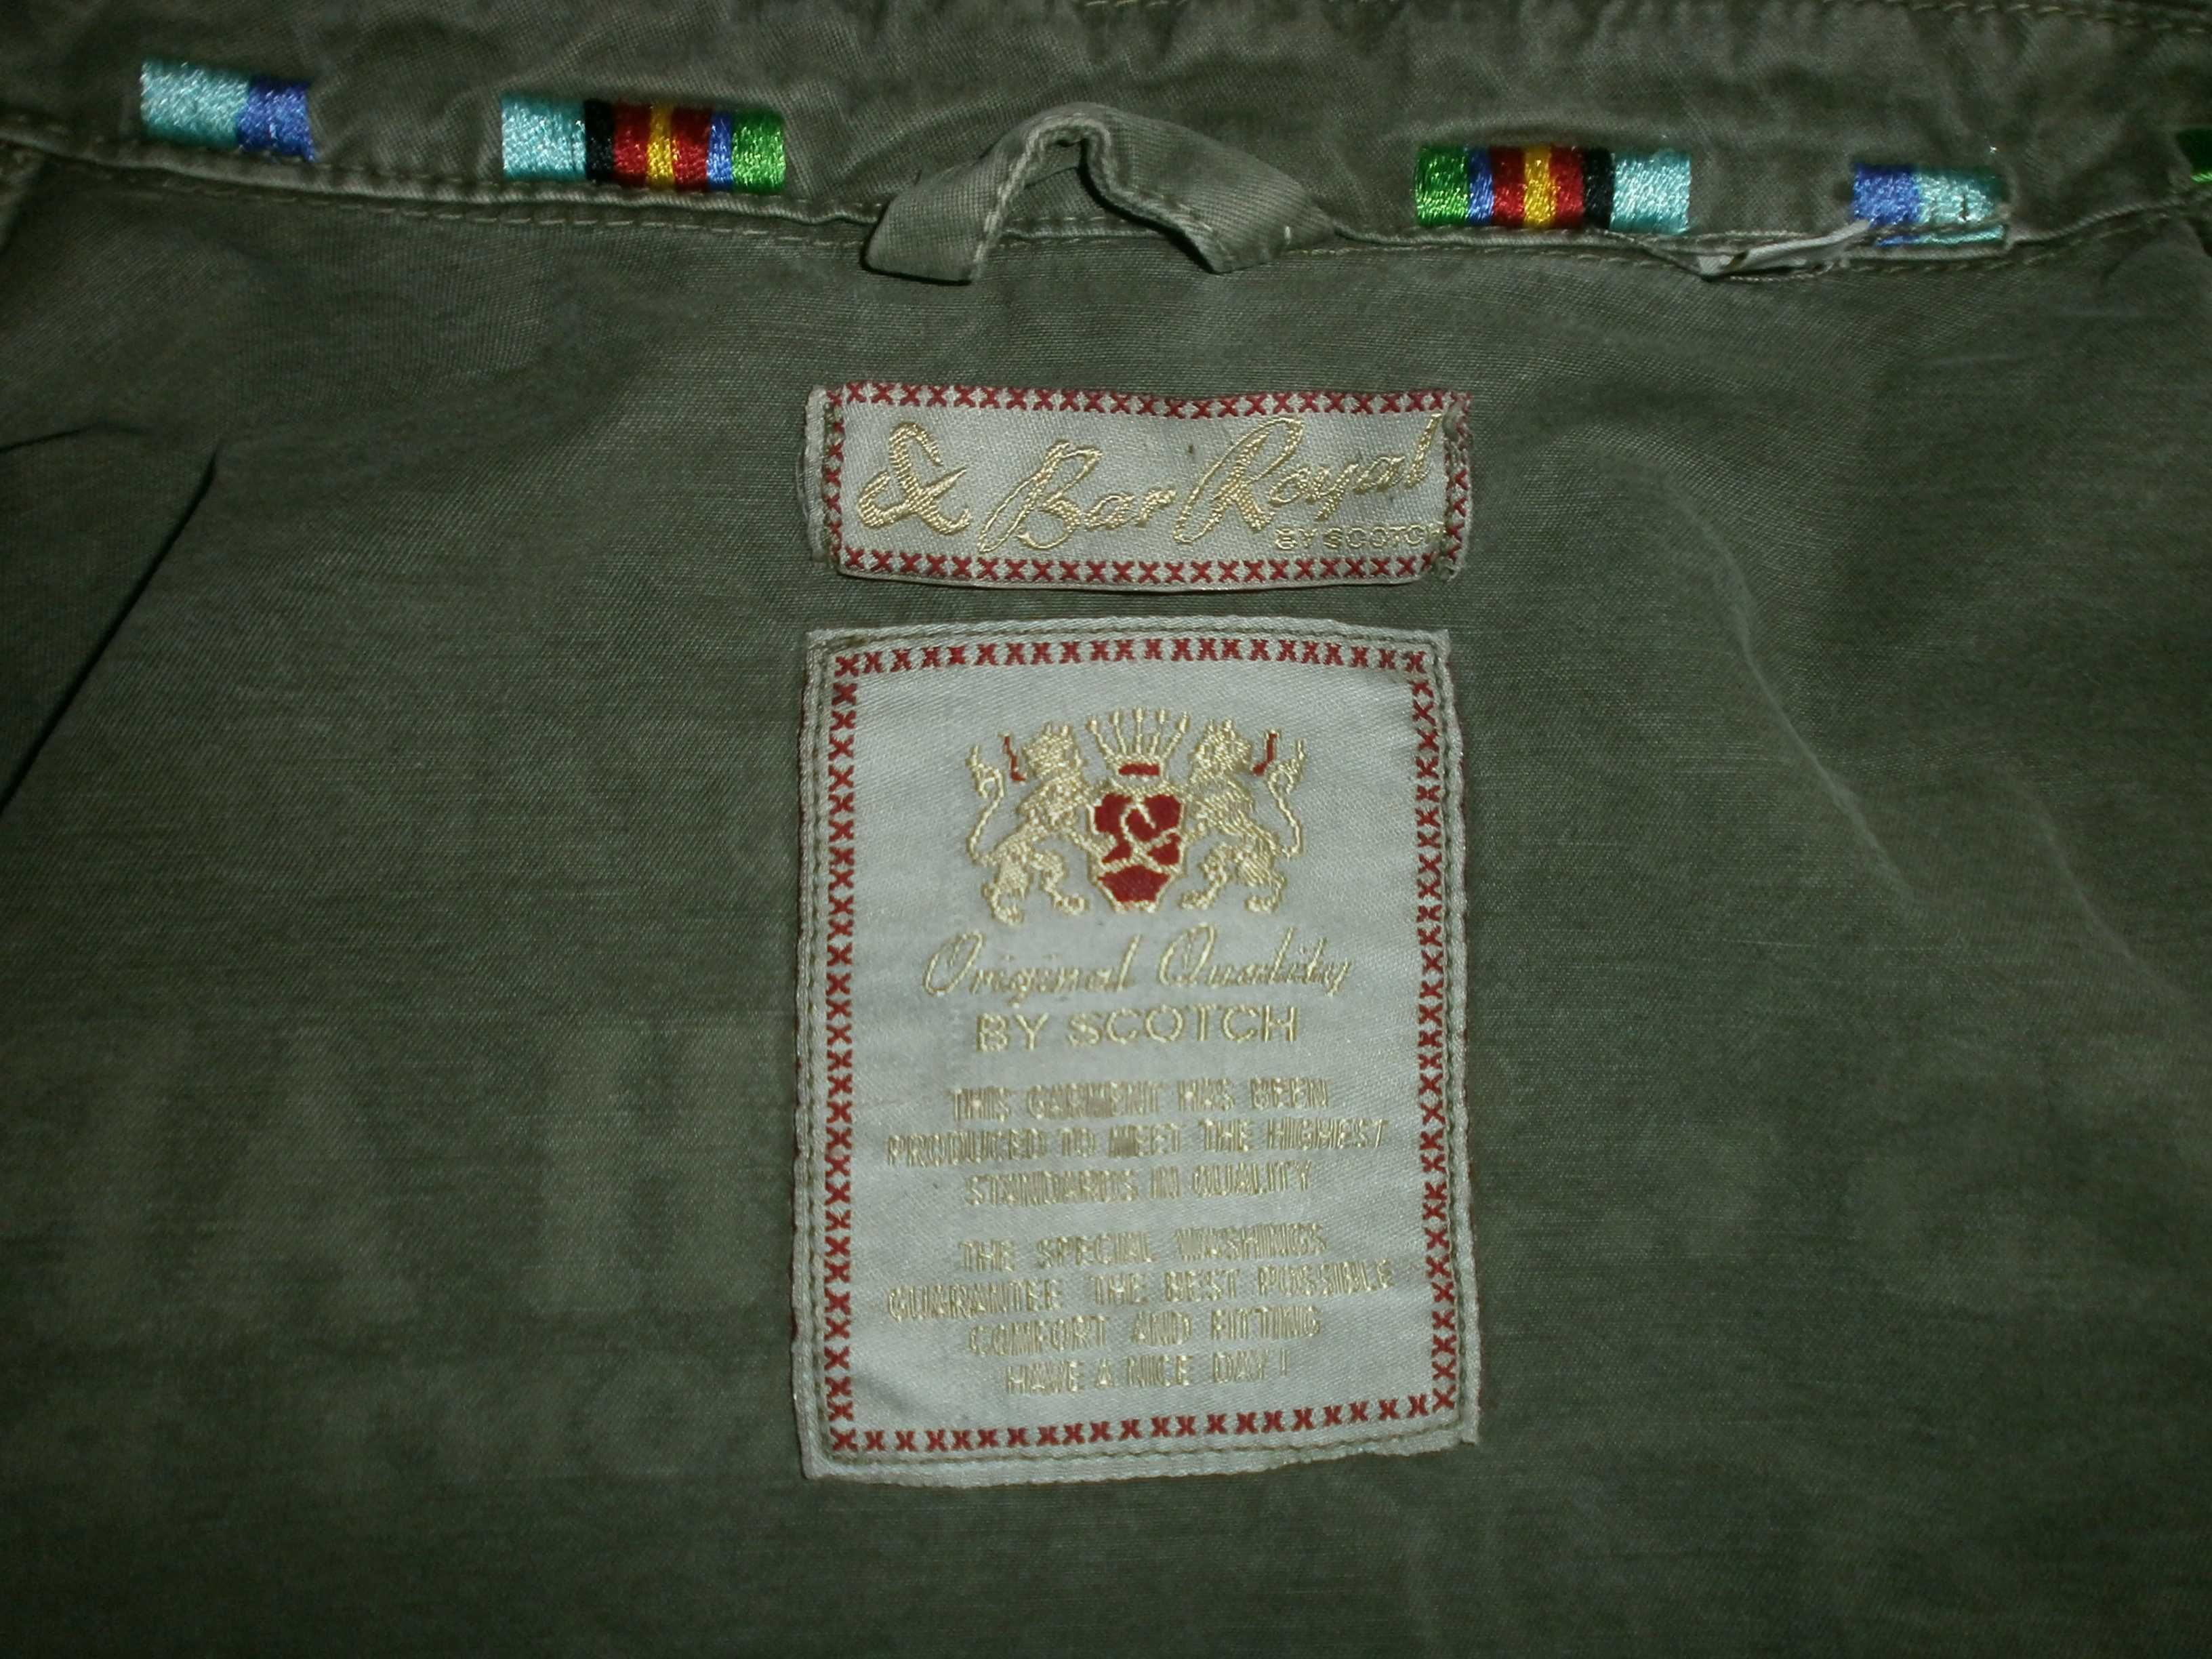 & Bar Royal
BY SCOTCH
Original Quality
BY SCOTCH
THIS GARMENT HAS BEEN
PRODUCED TO MEET THE HIGHEST
STANDARDS IN QUALITY
THE SPECIAL WASHINGS
GUARANTEE THE BEST POSSIBLE
COMFORT AND FITTING
HAVE A NICE DAY!